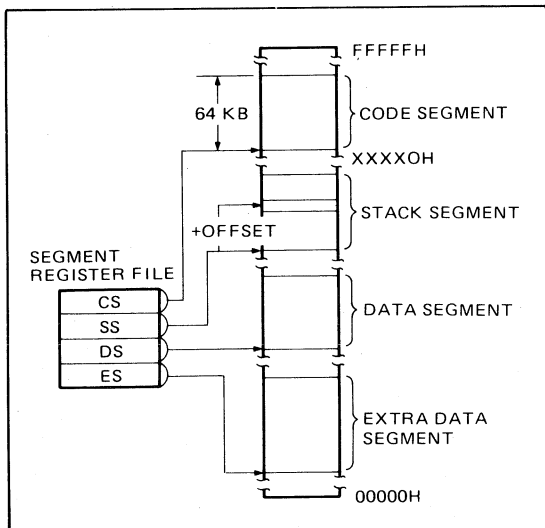 FFFFFH
64 KB
CODE SEGMENT
XXXX0H
STACK SEGMENT
+OFFSET
SEGMENT
REGISTER FILE
CS
SS
DS
ES
DATA SEGMENT
EXTRA DATA
SEGMENT
00000H